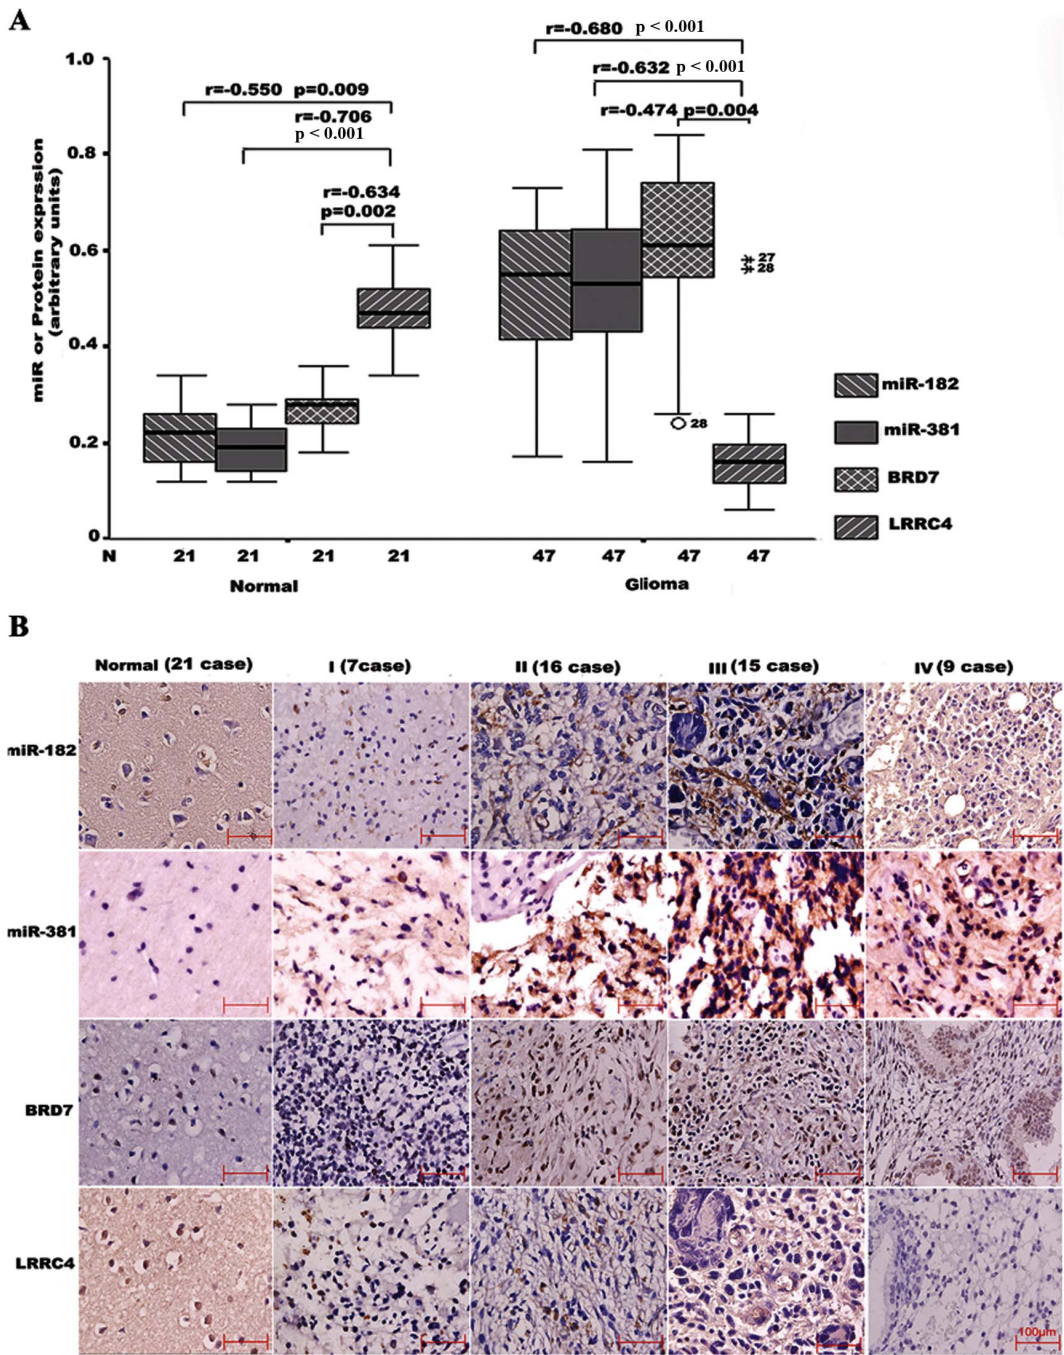 A
r=-0.680 p < 0.001
r=-0.632 p < 0.001
r=-0.474 p=0.004
r=-0.550 p=0.009
r=-0.706
p < 0.001
r=-0.634
p=0.002
miR or Protein exprssion
(arbitrary units)
1.0
0.8
0.6
0.4
0.2
0
27
28
28
miR-182
miR-381
BRD7
LRRC4
N 21 21 21 21 47 47 47 47
Normal Glioma
B
Normal (21 case) I (7case) II (16 case) III (15 case) IV (9 case)
miR-182
miR-381
BRD7
LRRC4
100µm